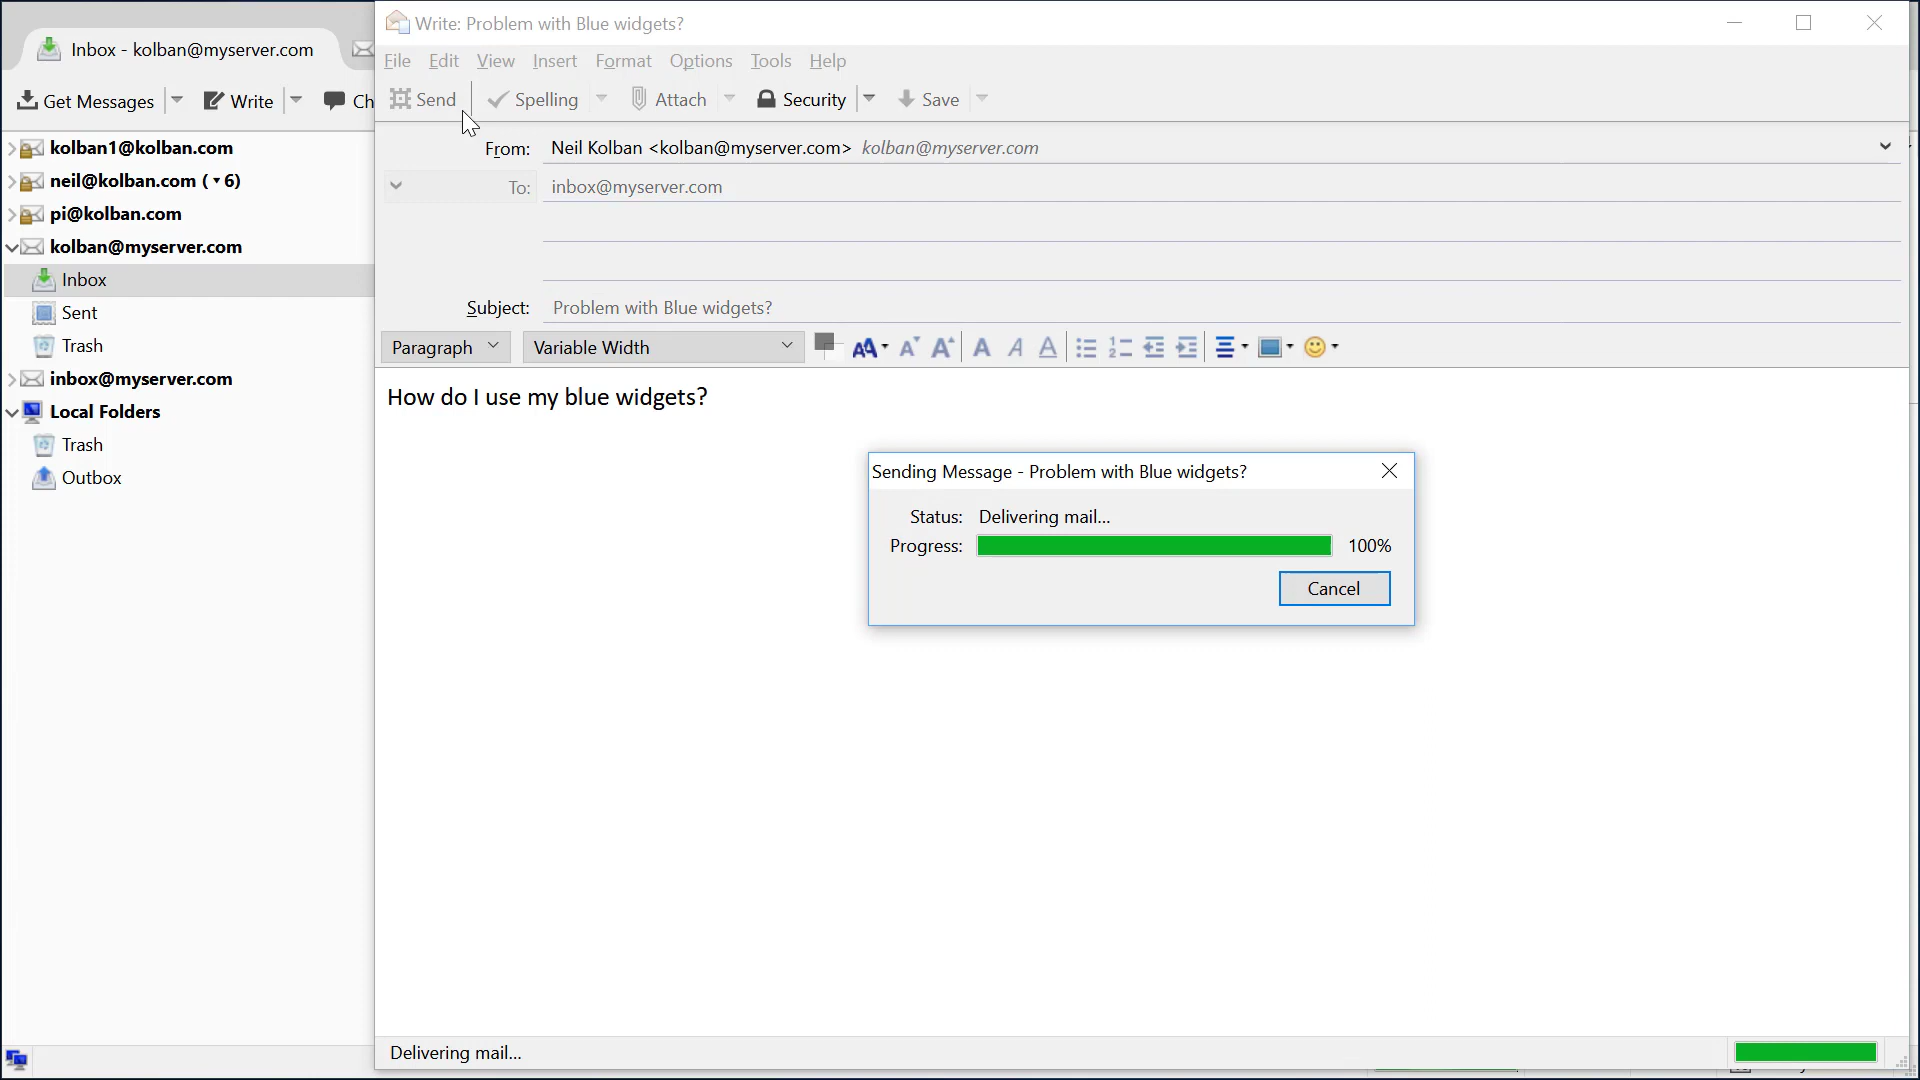 Inbox - kolban@myserver.com
Get Messages
Write
Ch
kolban1@kolban.com
neil@kolban.com (▾6)
pi@kolban.com
kolban@myserver.com
Inbox
Sent
Trash
inbox@myserver.com
Local Folders
Trash
Outbox
Write: Problem with Blue widgets?
File Edit View Insert Format Options Tools Help
Send Spelling Attach Security Save
From: Neil Kolban <kolban@myserver.com> kolban@myserver.com
To: inbox@myserver.com
Subject: Problem with Blue widgets?
Paragraph Variable Width
How do I use my blue widgets?
Sending Message - Problem with Blue widgets?
Status: Delivering mail...
Progress: 100%
Cancel
Delivering mail...